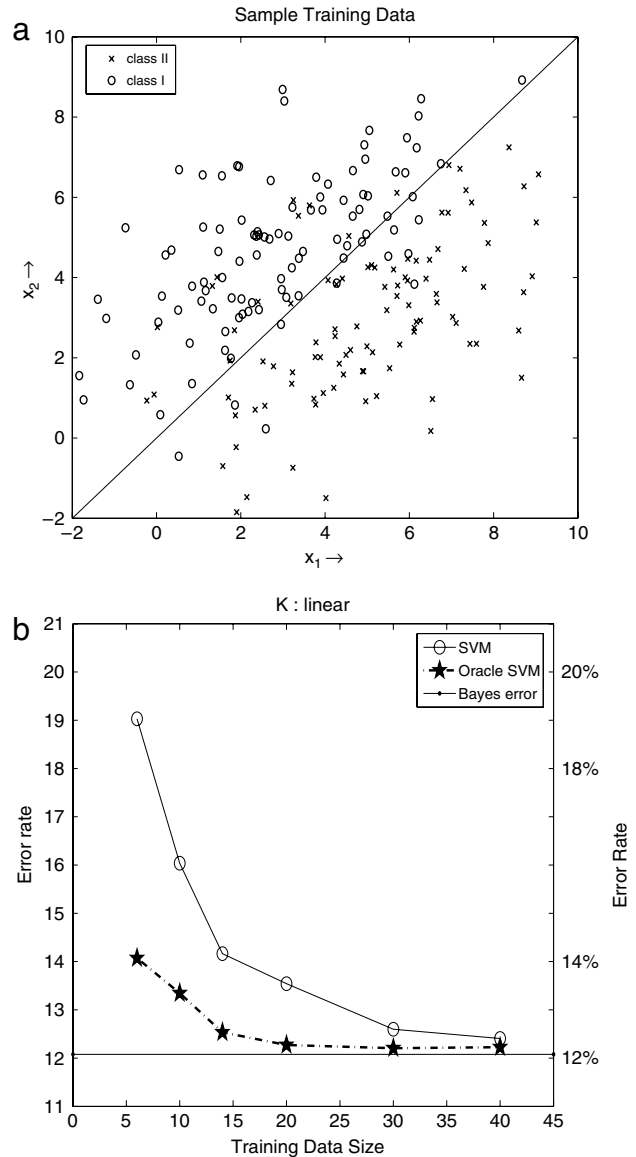 a
Sample Training Data
10
8
6
4
2
0
−2
x₂ →
× class II
o class I
−2 0 2 4 6 8 10
x₁ →
b
K : linear
21
20
19
18
17
16
15
14
13
12
11
Error rate
SVM
Oracle SVM
Bayes error
20%
18%
16%
14%
12%
Error Rate
0 5 10 15 20 25 30 35 40 45
Training Data Size